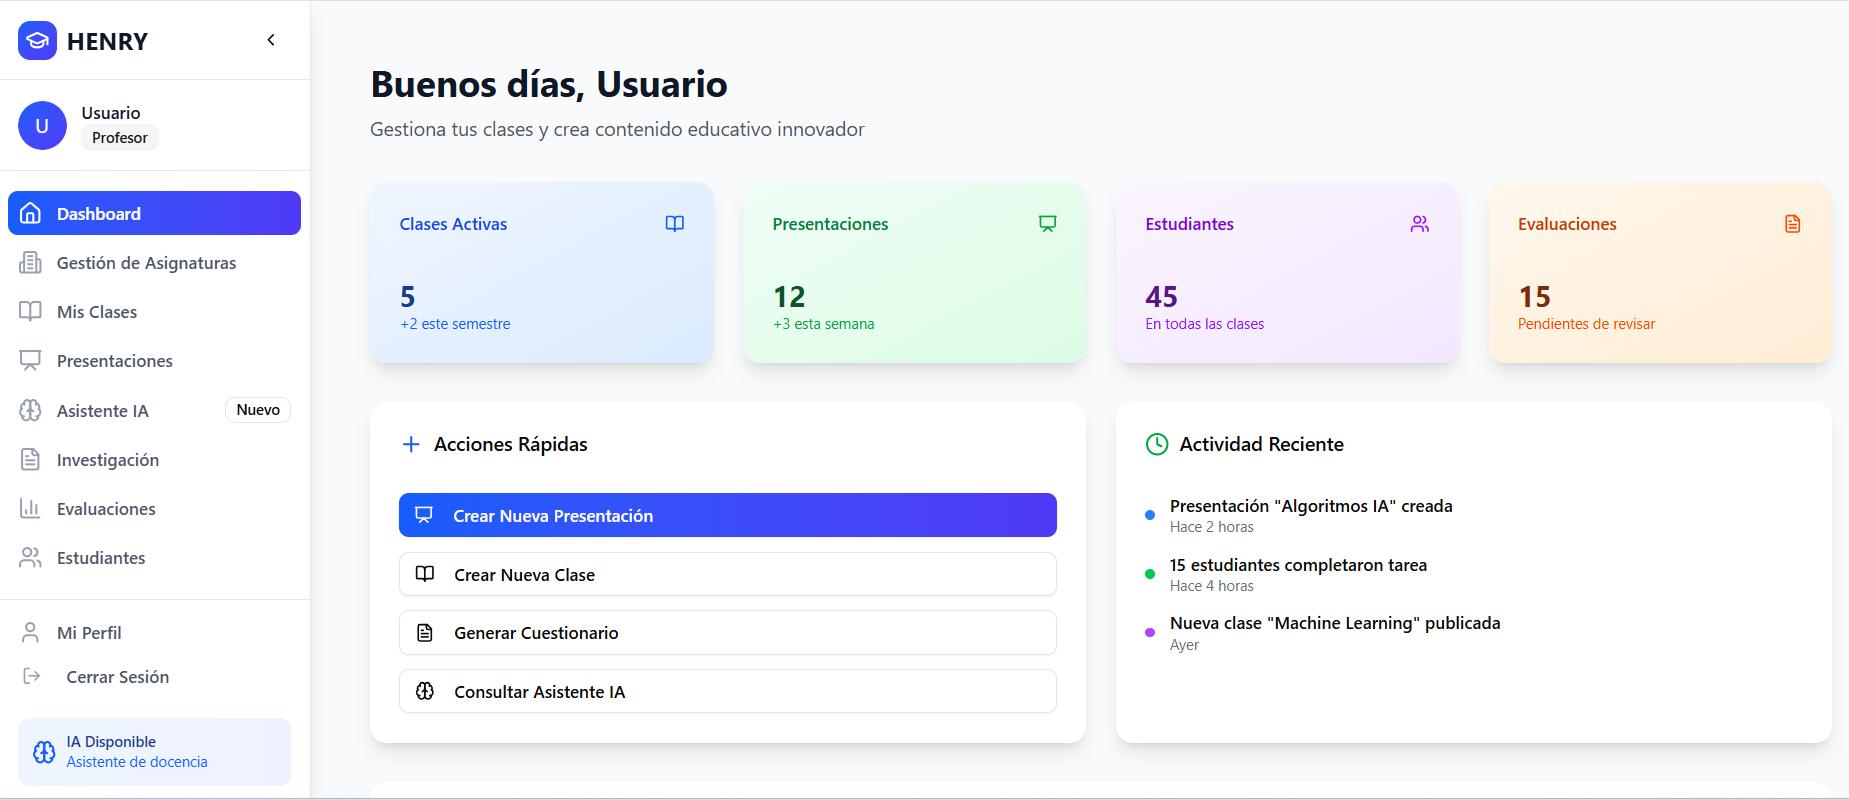 HENRY
U
Usuario
Profesor
Dashboard
Gestión de Asignaturas
Mis Clases
Presentaciones
Asistente IA
Nuevo
Investigación
Evaluaciones
Estudiantes
Mi Perfil
Cerrar Sesión
IA Disponible
Asistente de docencia
Buenos días, Usuario
Gestiona tus clases y crea contenido educativo innovador
Clases Activas
5
+2 este semestre
Presentaciones
12
+3 esta semana
Estudiantes
45
En todas las clases
Evaluaciones
15
Pendientes de revisar
Acciones Rápidas
Crear Nueva Presentación
Crear Nueva Clase
Generar Cuestionario
Consultar Asistente IA
Actividad Reciente
Presentación "Algoritmos IA" creada
Hace 2 horas
15 estudiantes completaron tarea
Hace 4 horas
Nueva clase "Machine Learning" publicada
Ayer